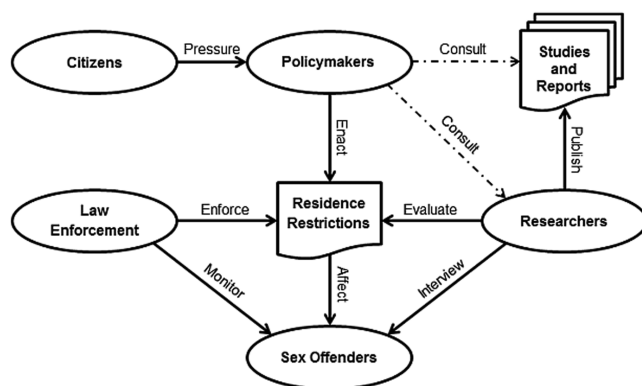 Citizens
Pressure
Policymakers
Consult
Studies
and
Reports
Enact
Consult
Publish
Law
Enforcement
Enforce
Residence
Restrictions
Evaluate
Researchers
Monitor
Affect
Interview
Sex Offenders